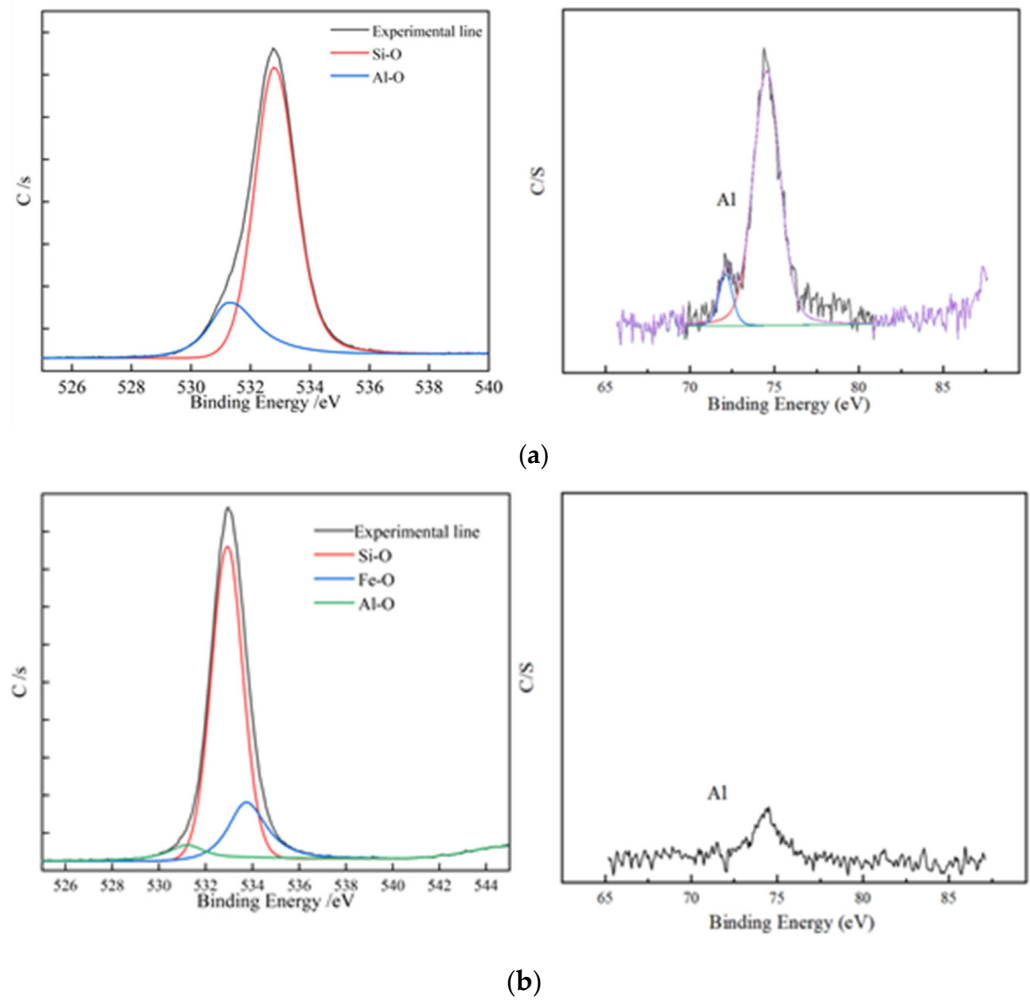 Experimental line
Si-O
Al-O
C /s
526 528 530 532 534 536 538 540
Binding Energy /eV
C/S
Al
65 70 75 80 85
Binding Energy (eV)
(a)
Experimental line
Si-O
Fe-O
Al-O
C /s
526 528 530 532 534 536 538 540 542 544
Binding Energy /eV
C/S
Al
65 70 75 80 85
Binding Energy (eV)
(b)